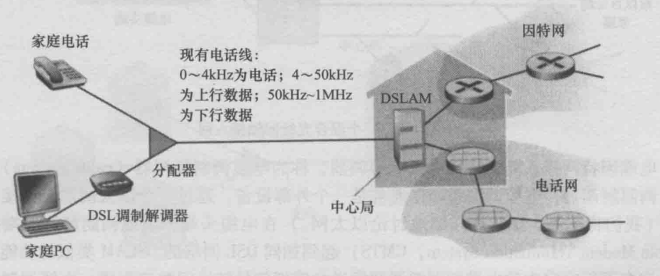 家庭电话
现有电话线:
0～4kHz为电话；4～50kHz
为上行数据；50kHz~1MHz
为下行数据
因特网
DSLAM
分配器
DSL调制解调器
中心局
电话网
家庭PC